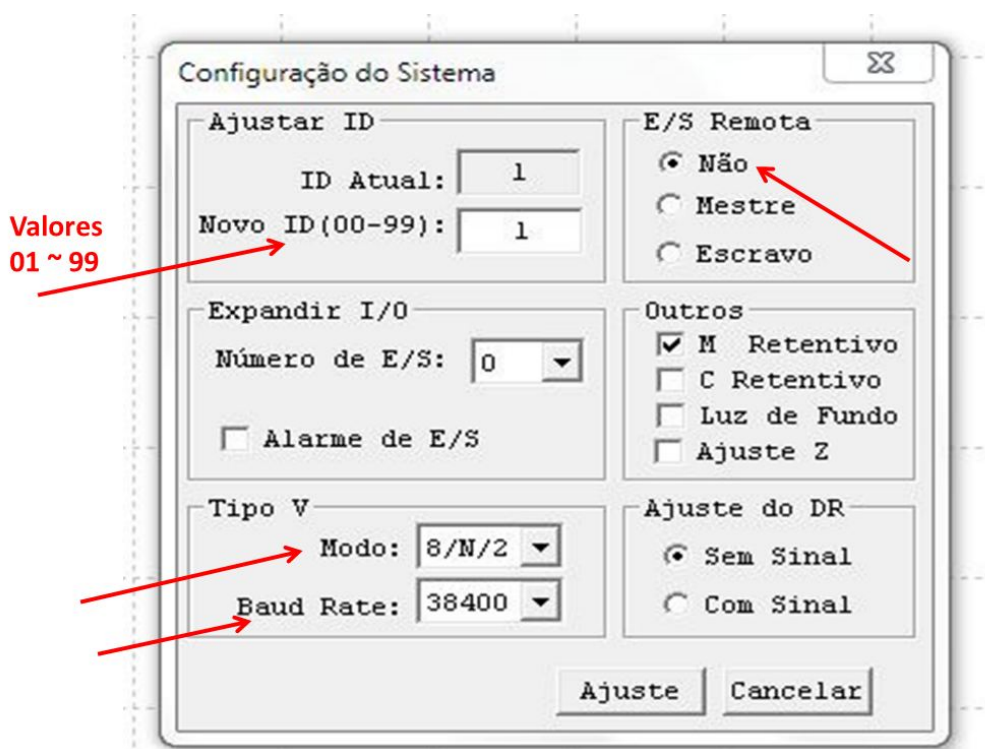 Configuração do Sistema
Ajustar ID
ID Atual: 1
Novo ID(00-99): 1
Valores
01 ~ 99
E/S Remota
Não
Mestre
Escravo
Expandir I/O
Número de E/S: 0
Alarme de E/S
Outros
M Retentivo
C Retentivo
Luz de Fundo
Ajuste Z
Tipo V
Modo: 8/N/2
Baud Rate: 38400
Ajuste do DR
Sem Sinal
Com Sinal
Ajuste
Cancelar